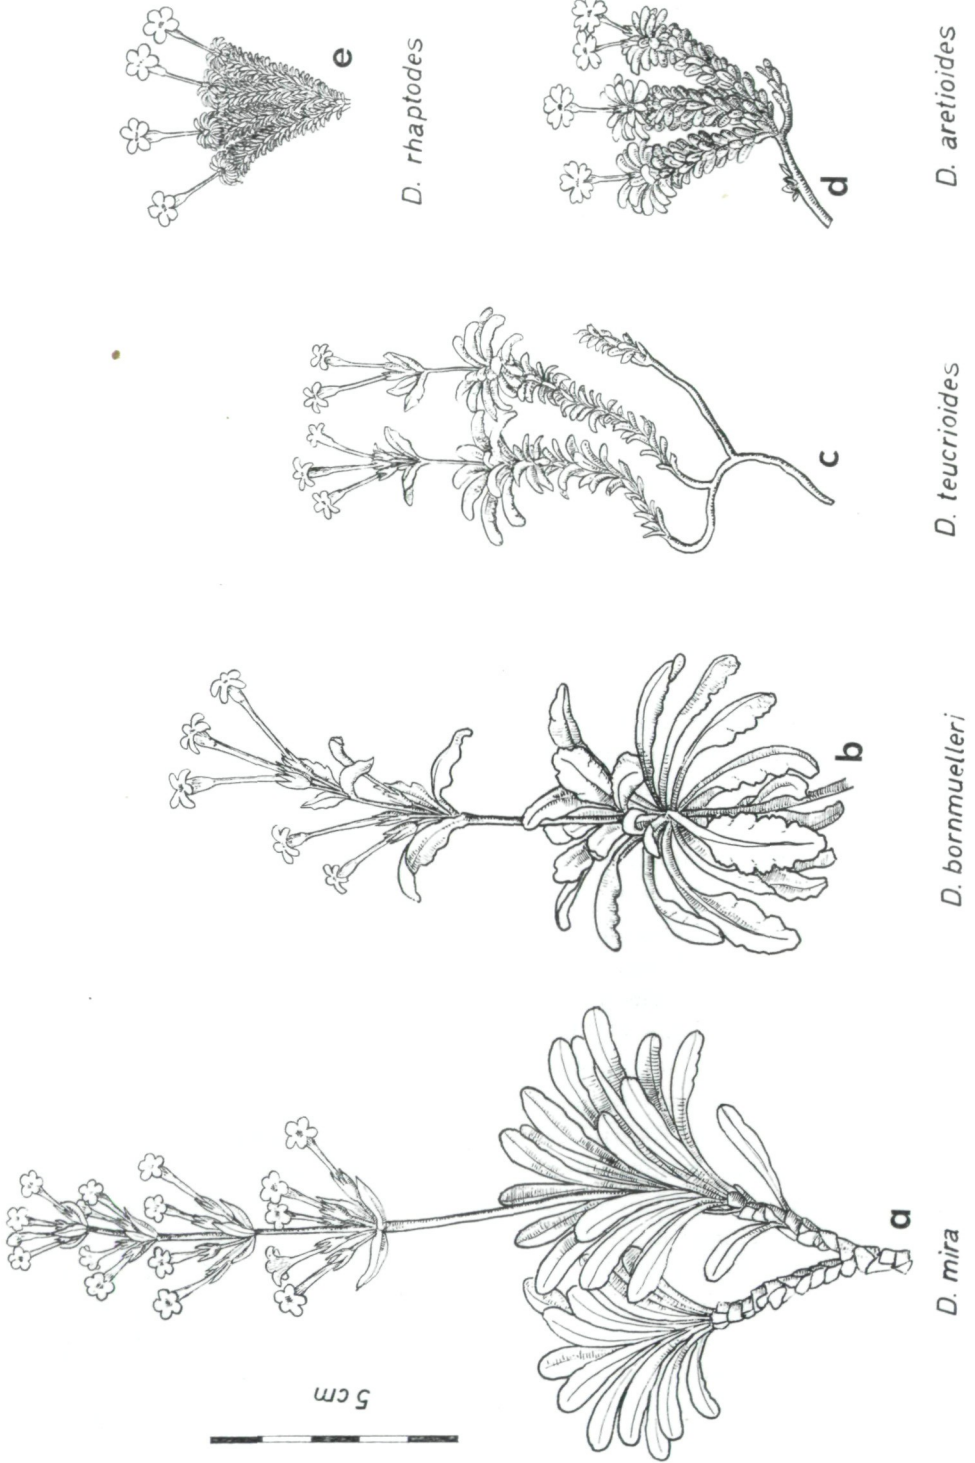 5 cm
a
D. mira
b
D. bornmuelleri
c
D. teucrioides
d
D. aretioides
e
D. rhaptodes